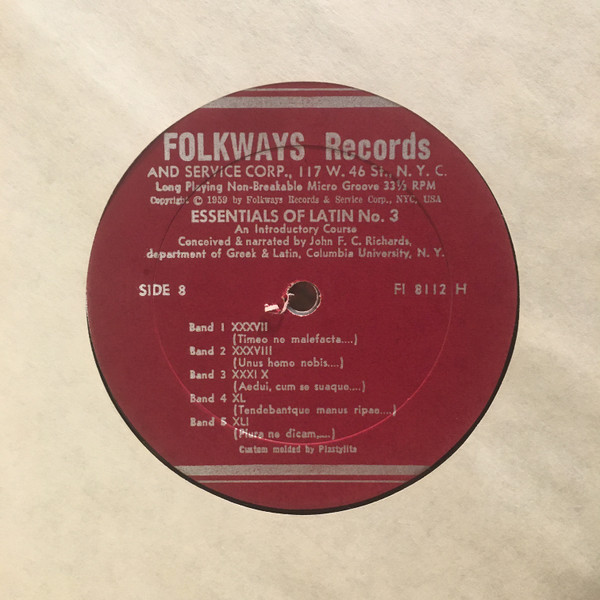 FOLKWAYS Records
AND SERVICE CORP., 117 W. 46 St., N. Y. C.
Long Playing Non-Breakable Micro Groove 33⅓ RPM
Copyright © 1959 by Folkways Records & Service Corp., NYC, USA
ESSENTIALS OF LATIN No. 3
An Introductory Course
Conceived & narrated by John F. C. Richards,
department of Greek & Latin, Columbia University, N. Y.
SIDE 8 FI 8112 H
Band 1 XXXVII
(Timeo no malefacta....)
Band 2 XXXVIII
(Unus homo nobis....)
Band 3 XXXI X
(Aedui, cum se suaque....)
Band 4 XL
(Tendebantque manus ripae....)
Band 5 XLI
(Plura ne dicam,....)
Custom molded by Plastylite